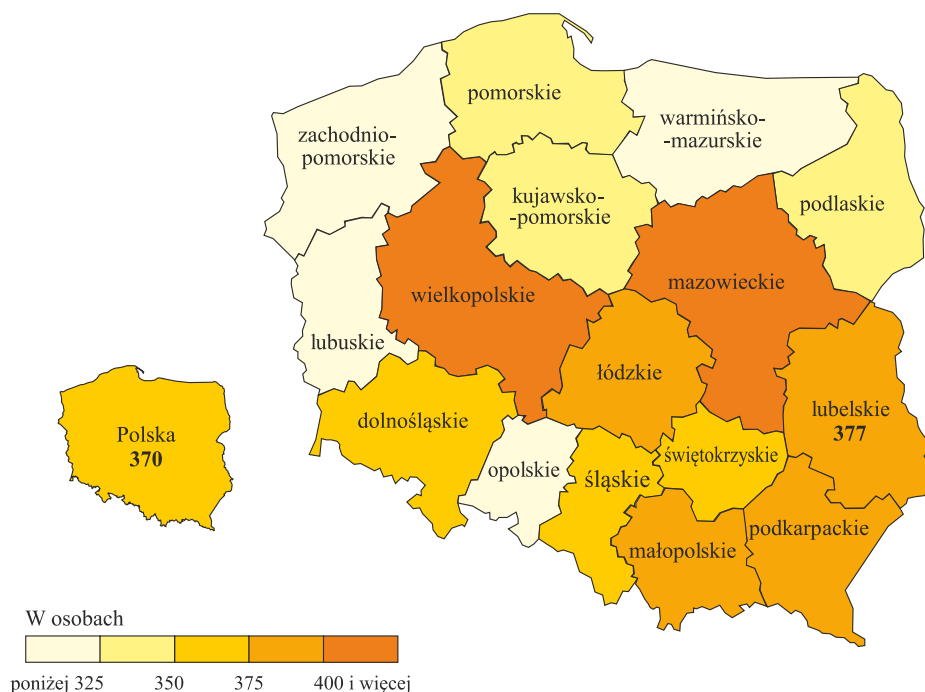 pomorskie
zachodnio-
pomorskie
warmińsko-
-mazurskie
kujawsko-
-pomorskie
podlaskie
wielkopolskie
mazowieckie
lubuskie
łódzkie
dolnośląskie
lubelskie
377
Polska
370
opolskie
śląskie
świętokrzyskie
małopolskie
podkarpackie
W osobach
poniżej 325 350 375 400 i więcej